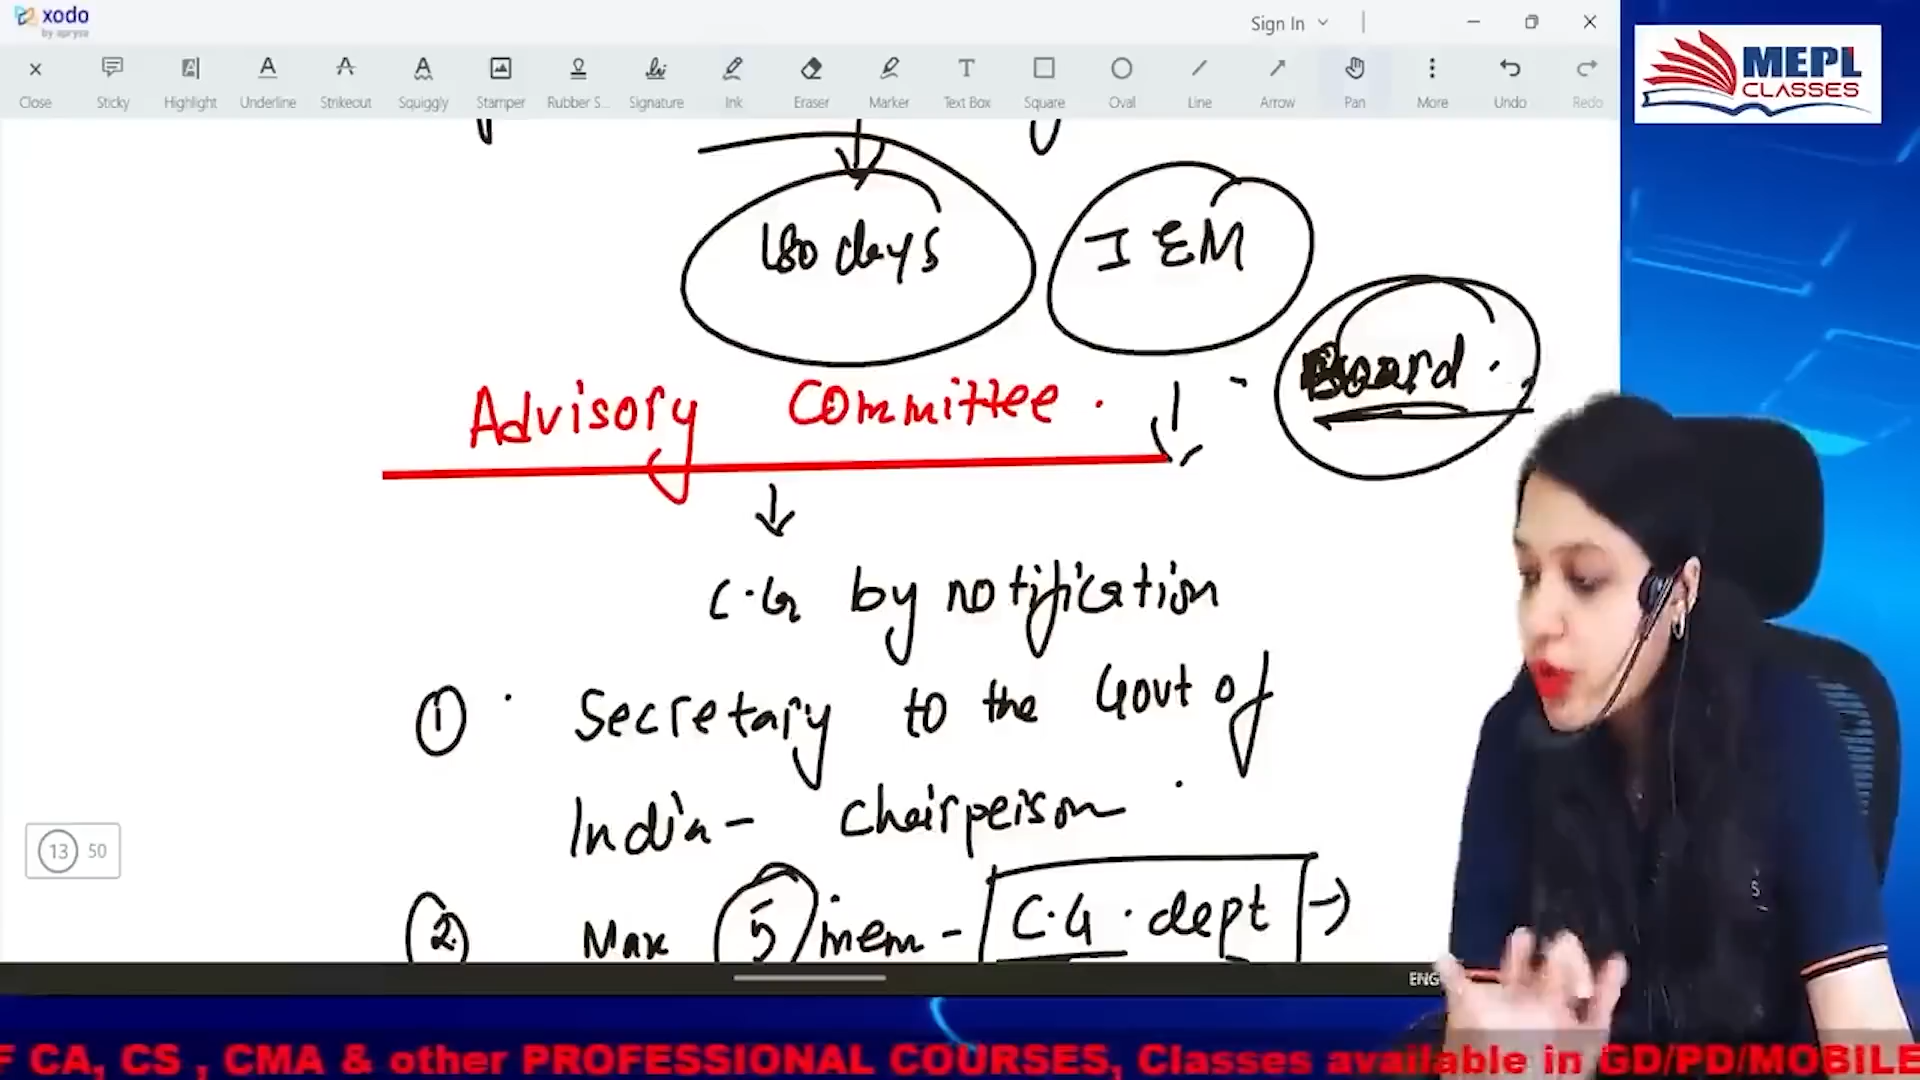 xodo
by apryse
Sign In
Close Sticky Highlight Underline Strikeout Squiggly Stamper Rubber S... Signature Ink Eraser Marker Text Box Square Oval Line Arrow Pan More Undo Redo
MEPL
CLASSES
180 days
IEM
Board.
Advisory Committee.
C.G by notification
① Secretary to the Govt of
India - Chairperson
② Max 5 mem - C.G. dept
13 50
ENG
F CA, CS , CMA & other PROFESSIONAL COURSES, Classes available in GD/PD/MOBILE